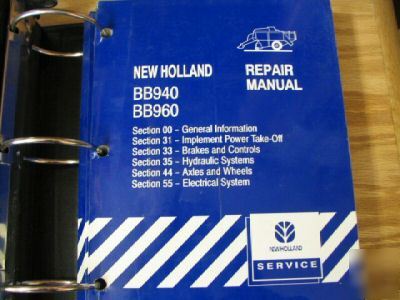 NEW HOLLAND
REPAIR
MANUAL
BB940
BB960
Section 00 - General Information
Section 31 - Implement Power Take-Off
Section 33 - Brakes and Controls
Section 35 - Hydraulic Systems
Section 44 - Axles and Wheels
Section 55 - Electrical System
NEW HOLLAND
SERVICE